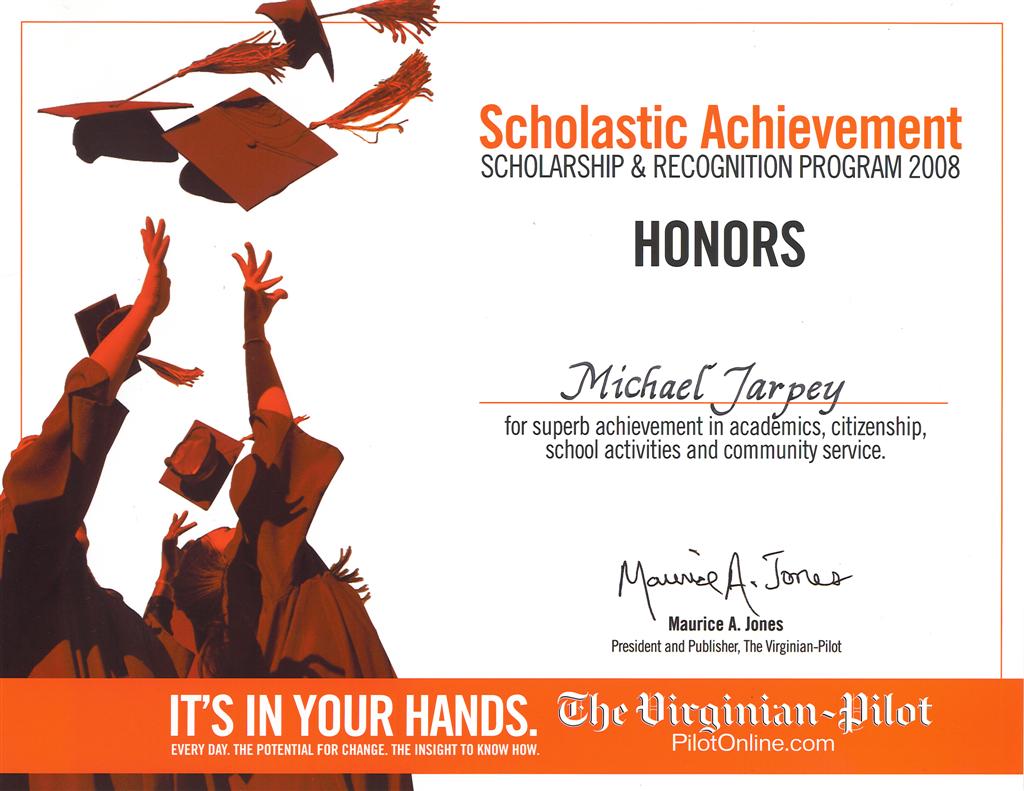 Scholastic Achievement
SCHOLARSHIP & RECOGNITION PROGRAM 2008
HONORS
Michael Tarpey
for superb achievement in academics, citizenship,
school activities and community service.
Maurice A. Jones
Maurice A. Jones
President and Publisher, The Virginian-Pilot
IT'S IN YOUR HANDS.
EVERY DAY. THE POTENTIAL FOR CHANGE. THE INSIGHT TO KNOW HOW.
The Virginian-Pilot
PilotOnline.com